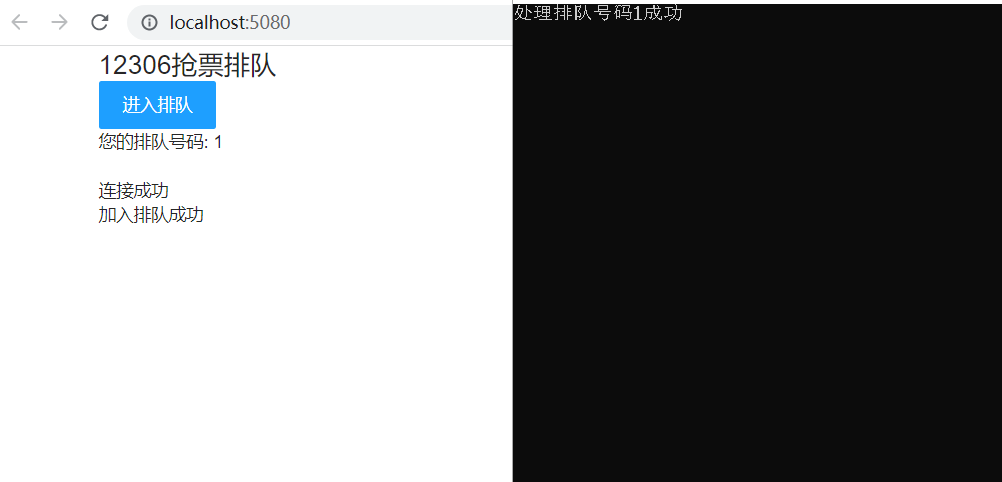 localhost:5080
12306抢票排队
进入排队
您的排队号码: 1
连接成功
加入排队成功
处理排队号码1成功